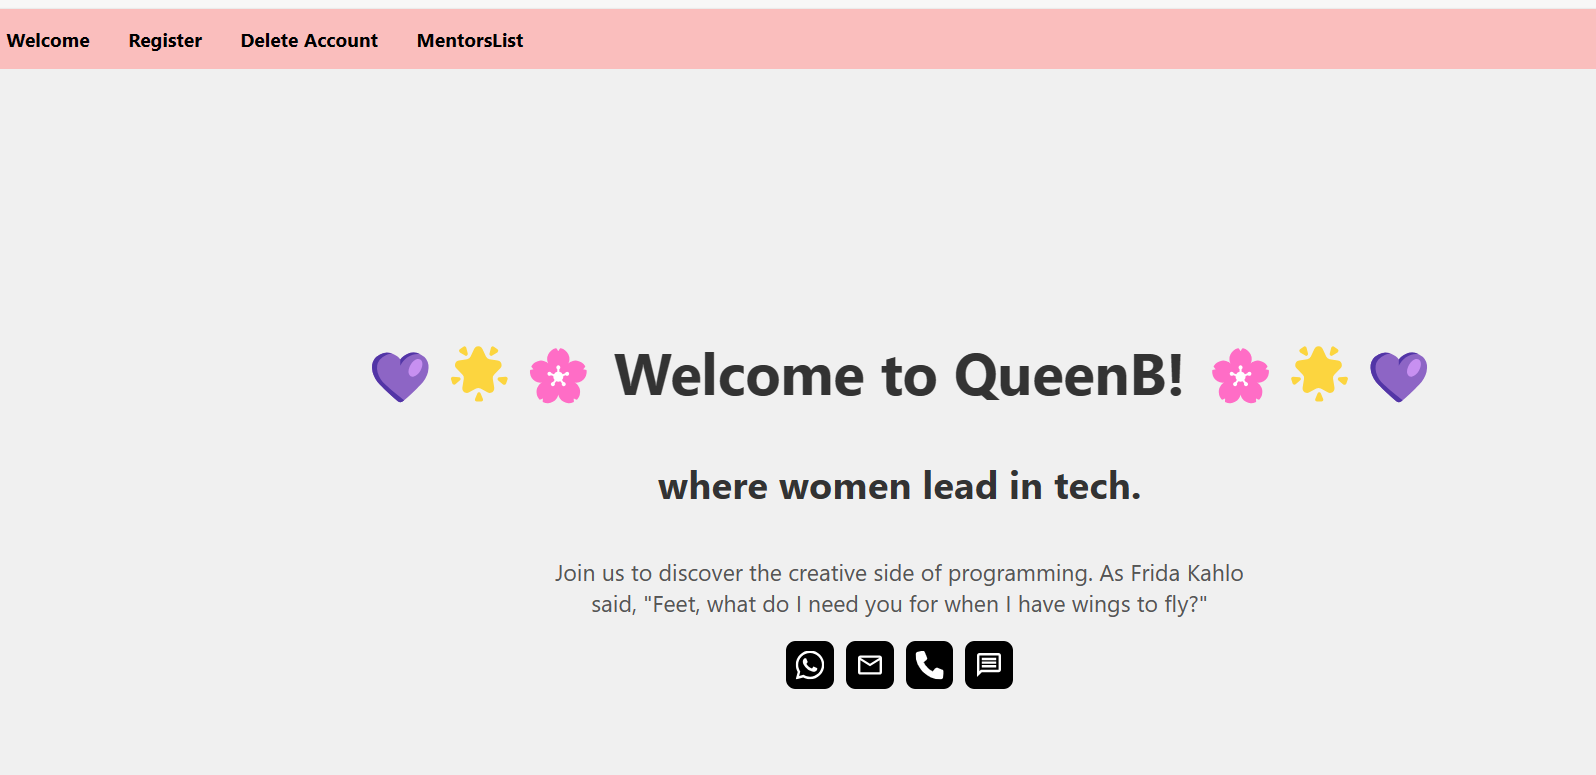 Welcome Register Delete Account MentorsList
💜 🌟 🌸 Welcome to QueenB! 🌸 🌟 💜
where women lead in tech.
Join us to discover the creative side of programming. As Frida Kahlo
said, "Feet, what do I need you for when I have wings to fly?"